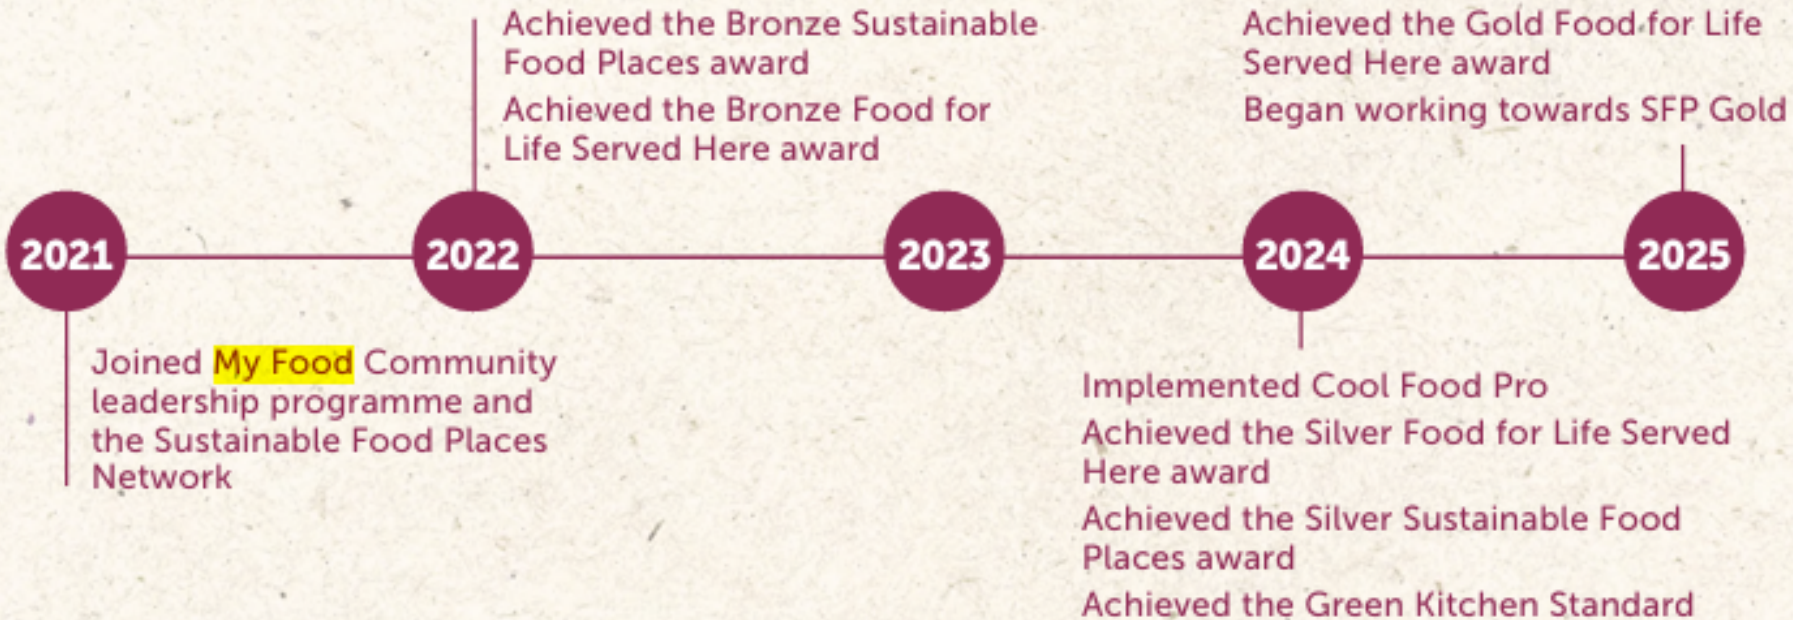 Achieved the Bronze Sustainable
Food Places award
Achieved the Bronze Food for
Life Served Here award
Achieved the Gold Food for Life
Served Here award
Began working towards SFP Gold
2021
2022
2023
2024
2025
Joined My Food Community
leadership programme and
the Sustainable Food Places
Network
Implemented Cool Food Pro
Achieved the Silver Food for Life Served
Here award
Achieved the Silver Sustainable Food
Places award
Achieved the Green Kitchen Standard